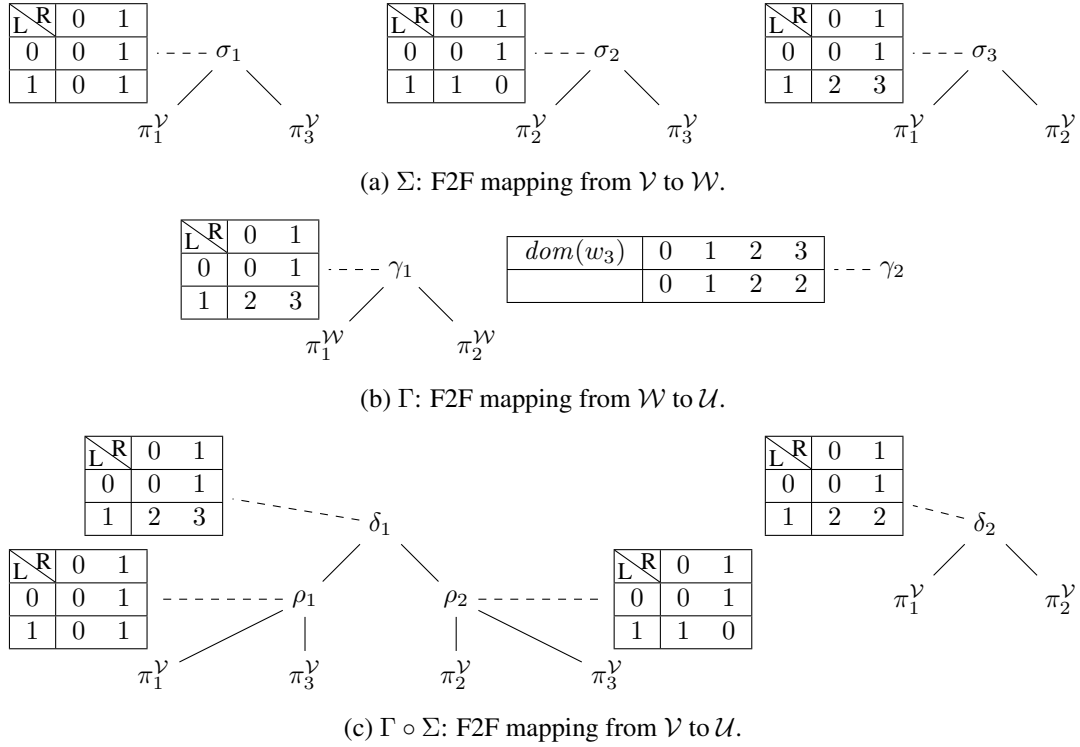 L R 0 1 L R 0 1 L R 0 1
0 0 1 σ₁ 0 0 1 σ₂ 0 0 1 σ₃
1 0 1 1 1 0 1 2 3
π₁^𝒱 π₃^𝒱 π₂^𝒱 π₃^𝒱 π₁^𝒱 π₂^𝒱
(a) Σ: F2F mapping from 𝒱 to 𝒲.
L R 0 1 dom(w₃) 0 1 2 3
0 0 1 γ₁ 0 1 2 2 γ₂
1 2 3
π₁^𝒲 π₂^𝒲
(b) Γ: F2F mapping from 𝒲 to 𝒰.
L R 0 1 L R 0 1
0 0 1 0 0 1
1 2 3 δ₁ 1 2 2 δ₂
L R 0 1 L R 0 1
0 0 1 ρ₁ ρ₂ 0 0 1 π₁^𝒱 π₂^𝒱
1 0 1 1 1 0
π₁^𝒱 π₃^𝒱 π₂^𝒱 π₃^𝒱
(c) Γ ∘ Σ: F2F mapping from 𝒱 to 𝒰.